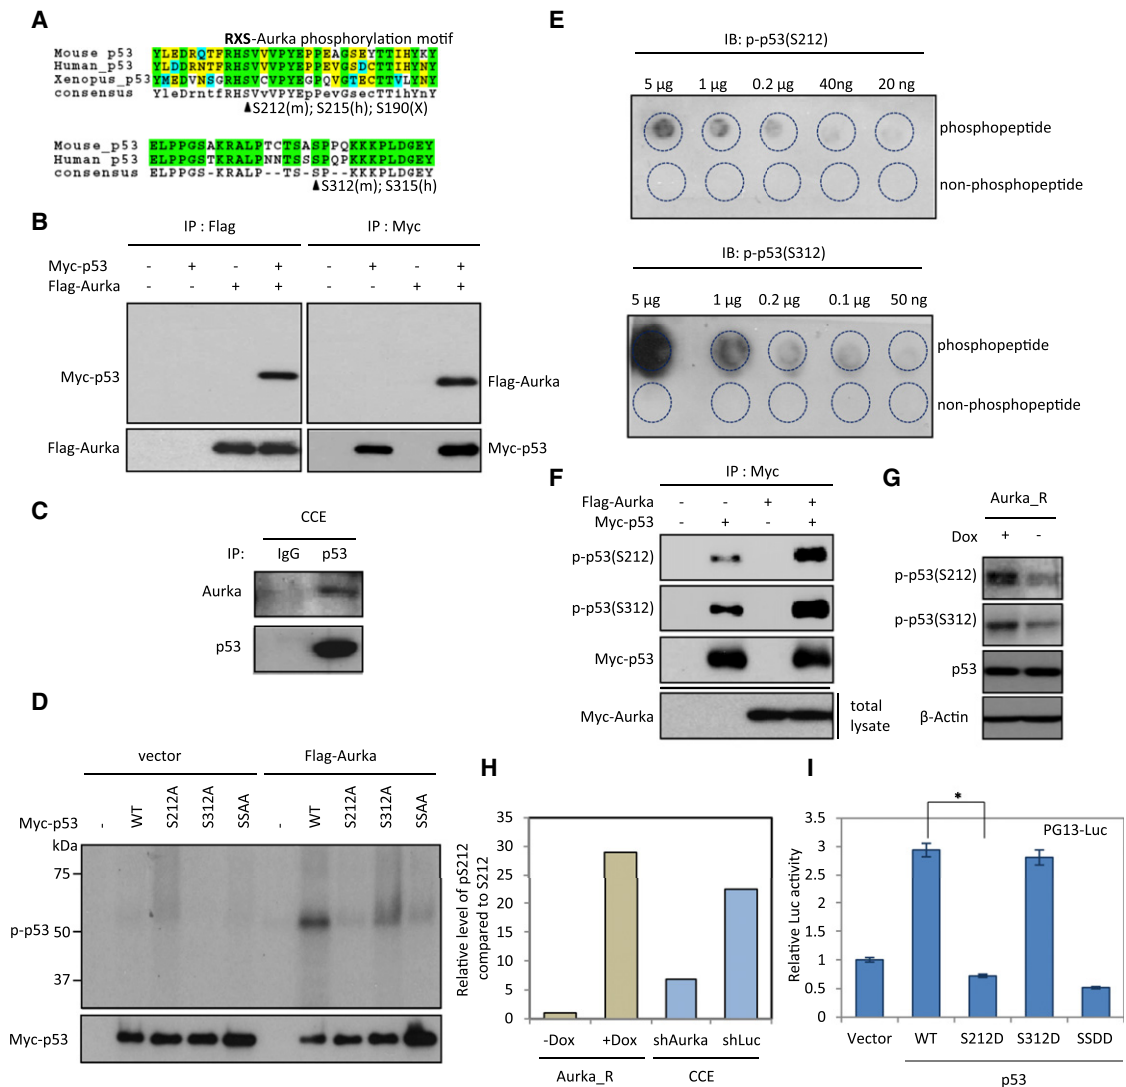 A
RXS-Aurka phosphorylation motif
Mouse_p53 YLEDRQTFRHSVVVPYEPPEAGSEYTTIHYKY
Human_p53 YLDDRNTFRHSVVVPYEPPEVGSDCTTIHYNY
Xenopus_p53 YMEDVNSGRHSVCVPYEGPQVGTECTTVLYNY
consensus YleDrntfRHSVvVPYEpPevGsecTTihYnY
▲S212(m); S215(h); S190(X)
Mouse_p53 ELPPGSAKRALPTCTSASPPQKKKPLDGEY
Human_p53 ELPPGSTKRALPNNTSSSPQPKKKPLDGEY
consensus ELPPGS-KRALP--TS-SP--KKKPLDGEY
▲S312(m); S315(h)
B
IP : Flag IP : Myc
Myc-p53 - + - + - + - +
Flag-Aurka - - + + - - + +
Myc-p53
Flag-Aurka
Flag-Aurka
Myc-p53
C
CCE
IP: IgG p53
Aurka
p53
D
vector Flag-Aurka
Myc-p53 - WT S212A S312A SSAA - WT S212A S312A SSAA
kDa
75
p-p53 50
37
Myc-p53
E
IB: p-p53(S212)
5 µg 1 µg 0.2 µg 40ng 20 ng
phosphopeptide
non-phosphopeptide
IB: p-p53(S312)
5 µg 1 µg 0.2 µg 0.1 µg 50 ng
phosphopeptide
non-phosphopeptide
F
IP : Myc
Flag-Aurka - - + +
Myc-p53 - + - +
p-p53(S212)
p-p53(S312)
Myc-p53
Myc-Aurka
total
lysate
G
Aurka_R
Dox + -
p-p53(S212)
p-p53(S312)
p53
β-Actin
H
Relative level of pS212
compared to S212
35
30
25
20
15
10
5
0
-Dox +Dox shAurka shLuc
Aurka_R CCE
I
Relative Luc activity
3.5
3
2.5
2
1.5
1
0.5
0
*
PG13-Luc
Vector WT S212D S312D SSDD
p53